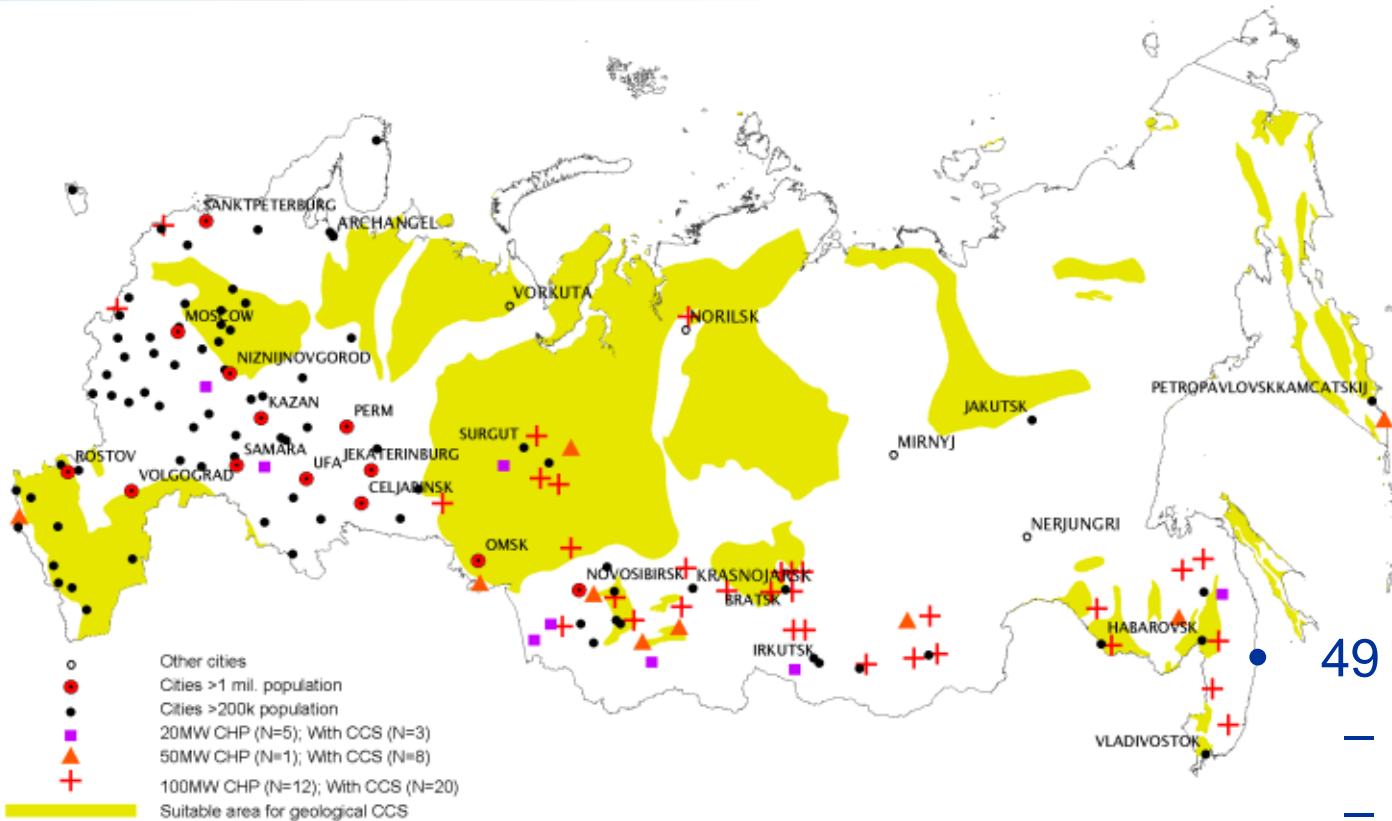 SANKTPETERBURG
ARCHANGEL
VORKUTA
NORILSK
MOSCOW
NIZNIJNOVGOROD
PETROPAVLOVSKKAMCATSKIJ
KAZAN
PERM
JAKUTSK
SURGUT
MIRNYJ
ROSTOV
SAMARA
JEKATERINBURG
UFA
VOLGOGRAD
CELJABINSK
NERJUNGRI
OMSK
NOVOSIBIRSK
KRASNOJARSK
BRATSK
HABAROVSK
IRKUTSK
49
VLADIVOSTOK
Other cities
Cities >1 mil. population
Cities >200k population
20MW CHP (N=5); With CCS (N=3)
50MW CHP (N=1); With CCS (N=8)
100MW CHP (N=12); With CCS (N=20)
Suitable area for geological CCS